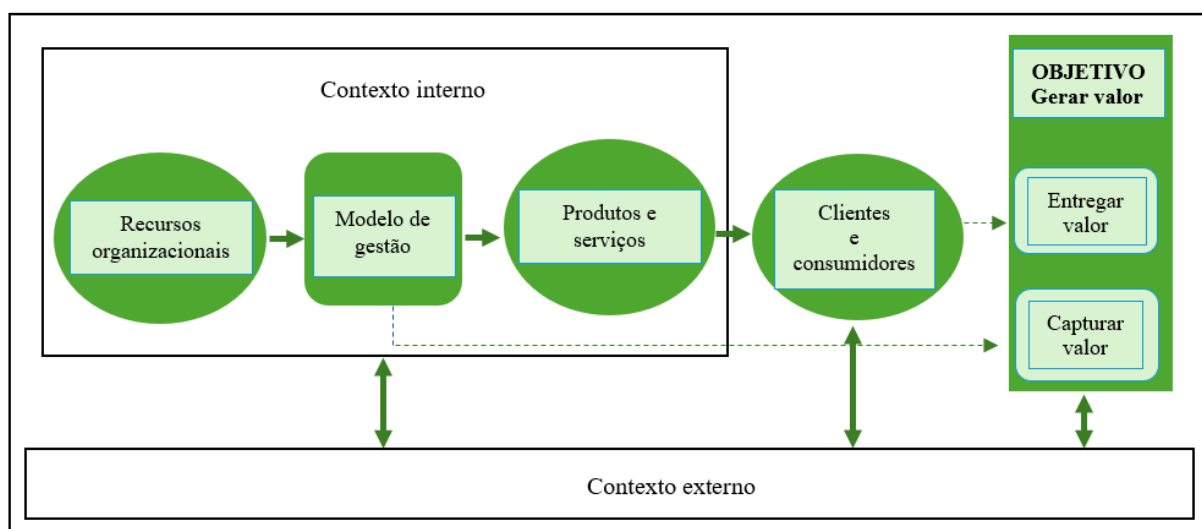 Contexto interno
OBJETIVO
Gerar valor
Recursos
organizacionais
Modelo de
gestão
Produtos e
serviços
Clientes
e
consumidores
Entregar
valor
Capturar
valor
Contexto externo